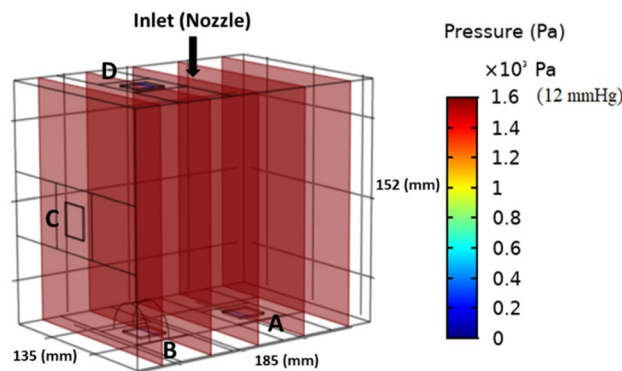 Inlet (Nozzle)
D
C
B
A
135 (mm)
185 (mm)
152 (mm)
Pressure (Pa)
×10³ Pa
1.6 (12 mmHg)
1.4
1.2
1
0.8
0.6
0.4
0.2
0